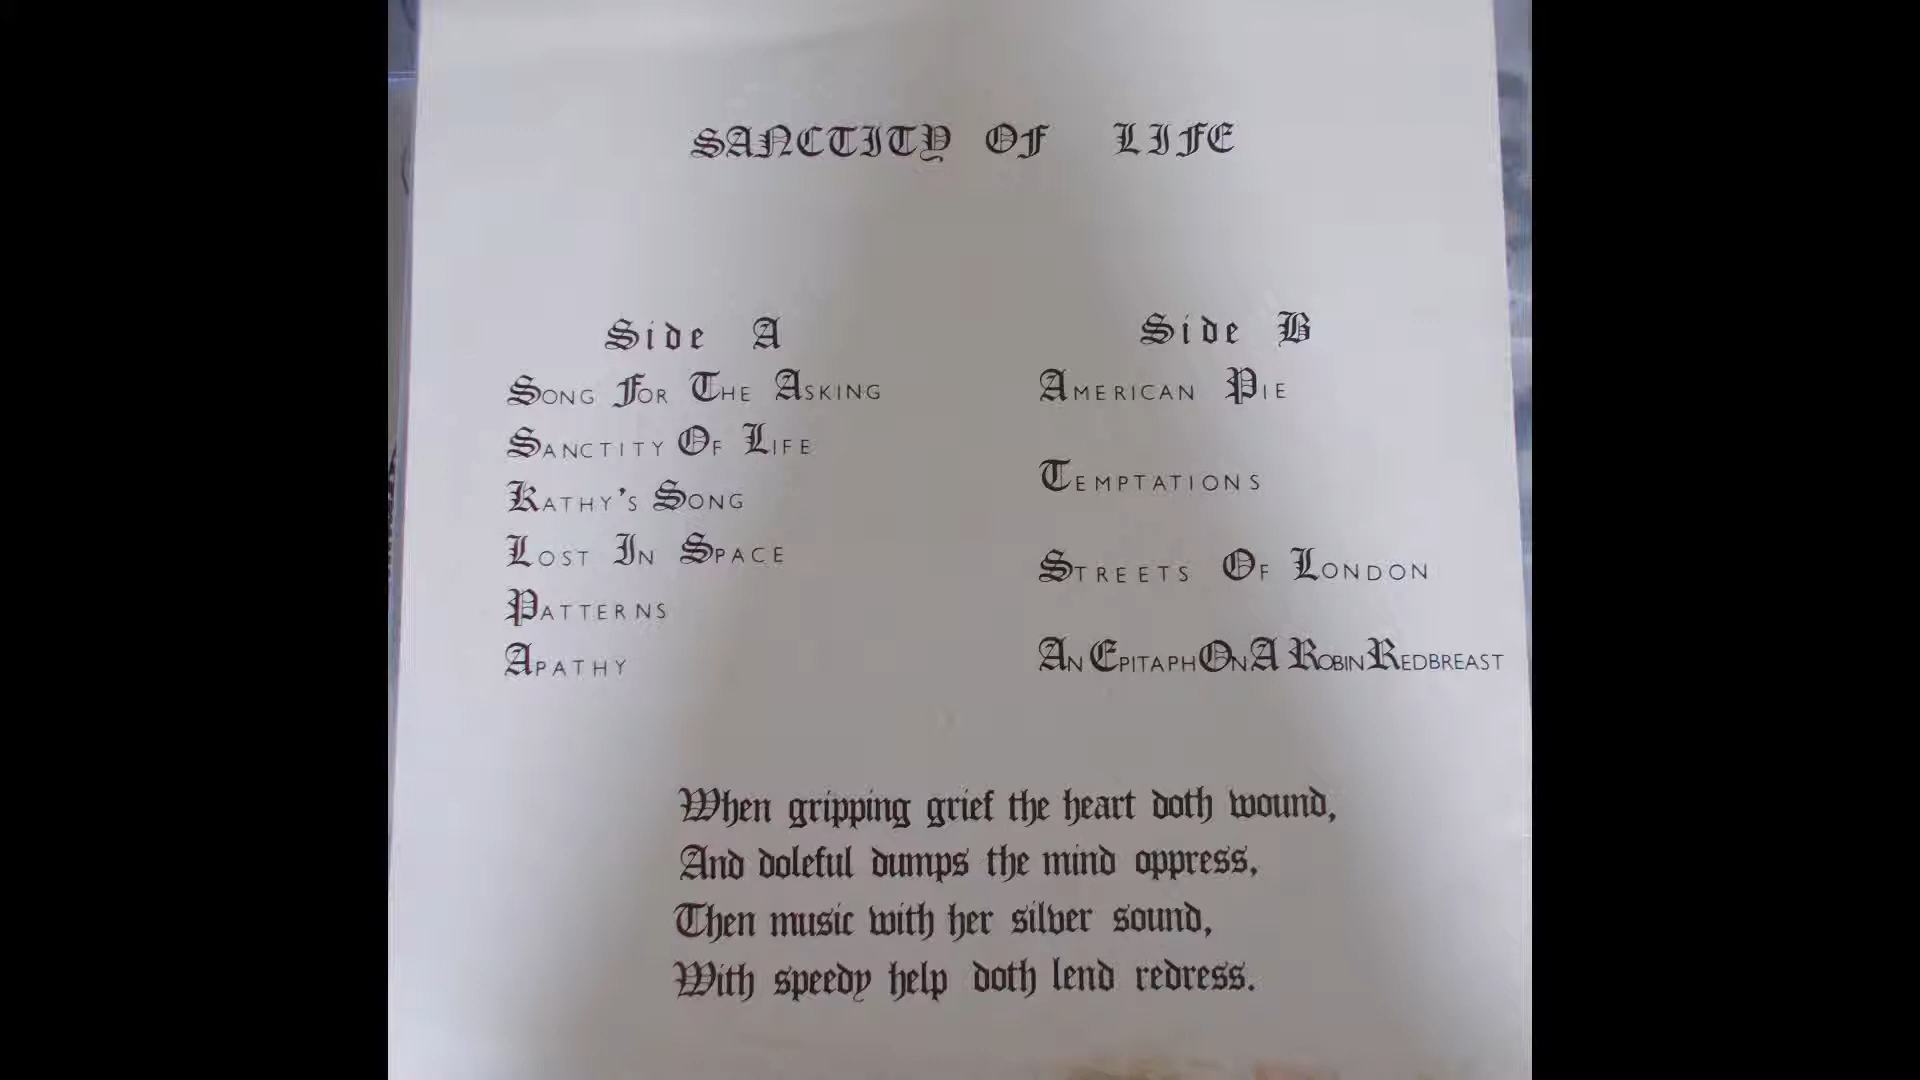 SANCTITY OF LIFE
Side A
SONG FOR THE ASKING
SANCTITY OF LIFE
KATHY'S SONG
LOST IN SPACE
PATTERNS
APATHY
Side B
AMERICAN PIE
TEMPTATIONS
STREETS OF LONDON
AN EPITAPH ON A ROBIN REDBREAST
When gripping grief the heart doth wound,
And doleful dumps the mind oppress,
Then music with her silver sound,
With speedy help doth lend redress.